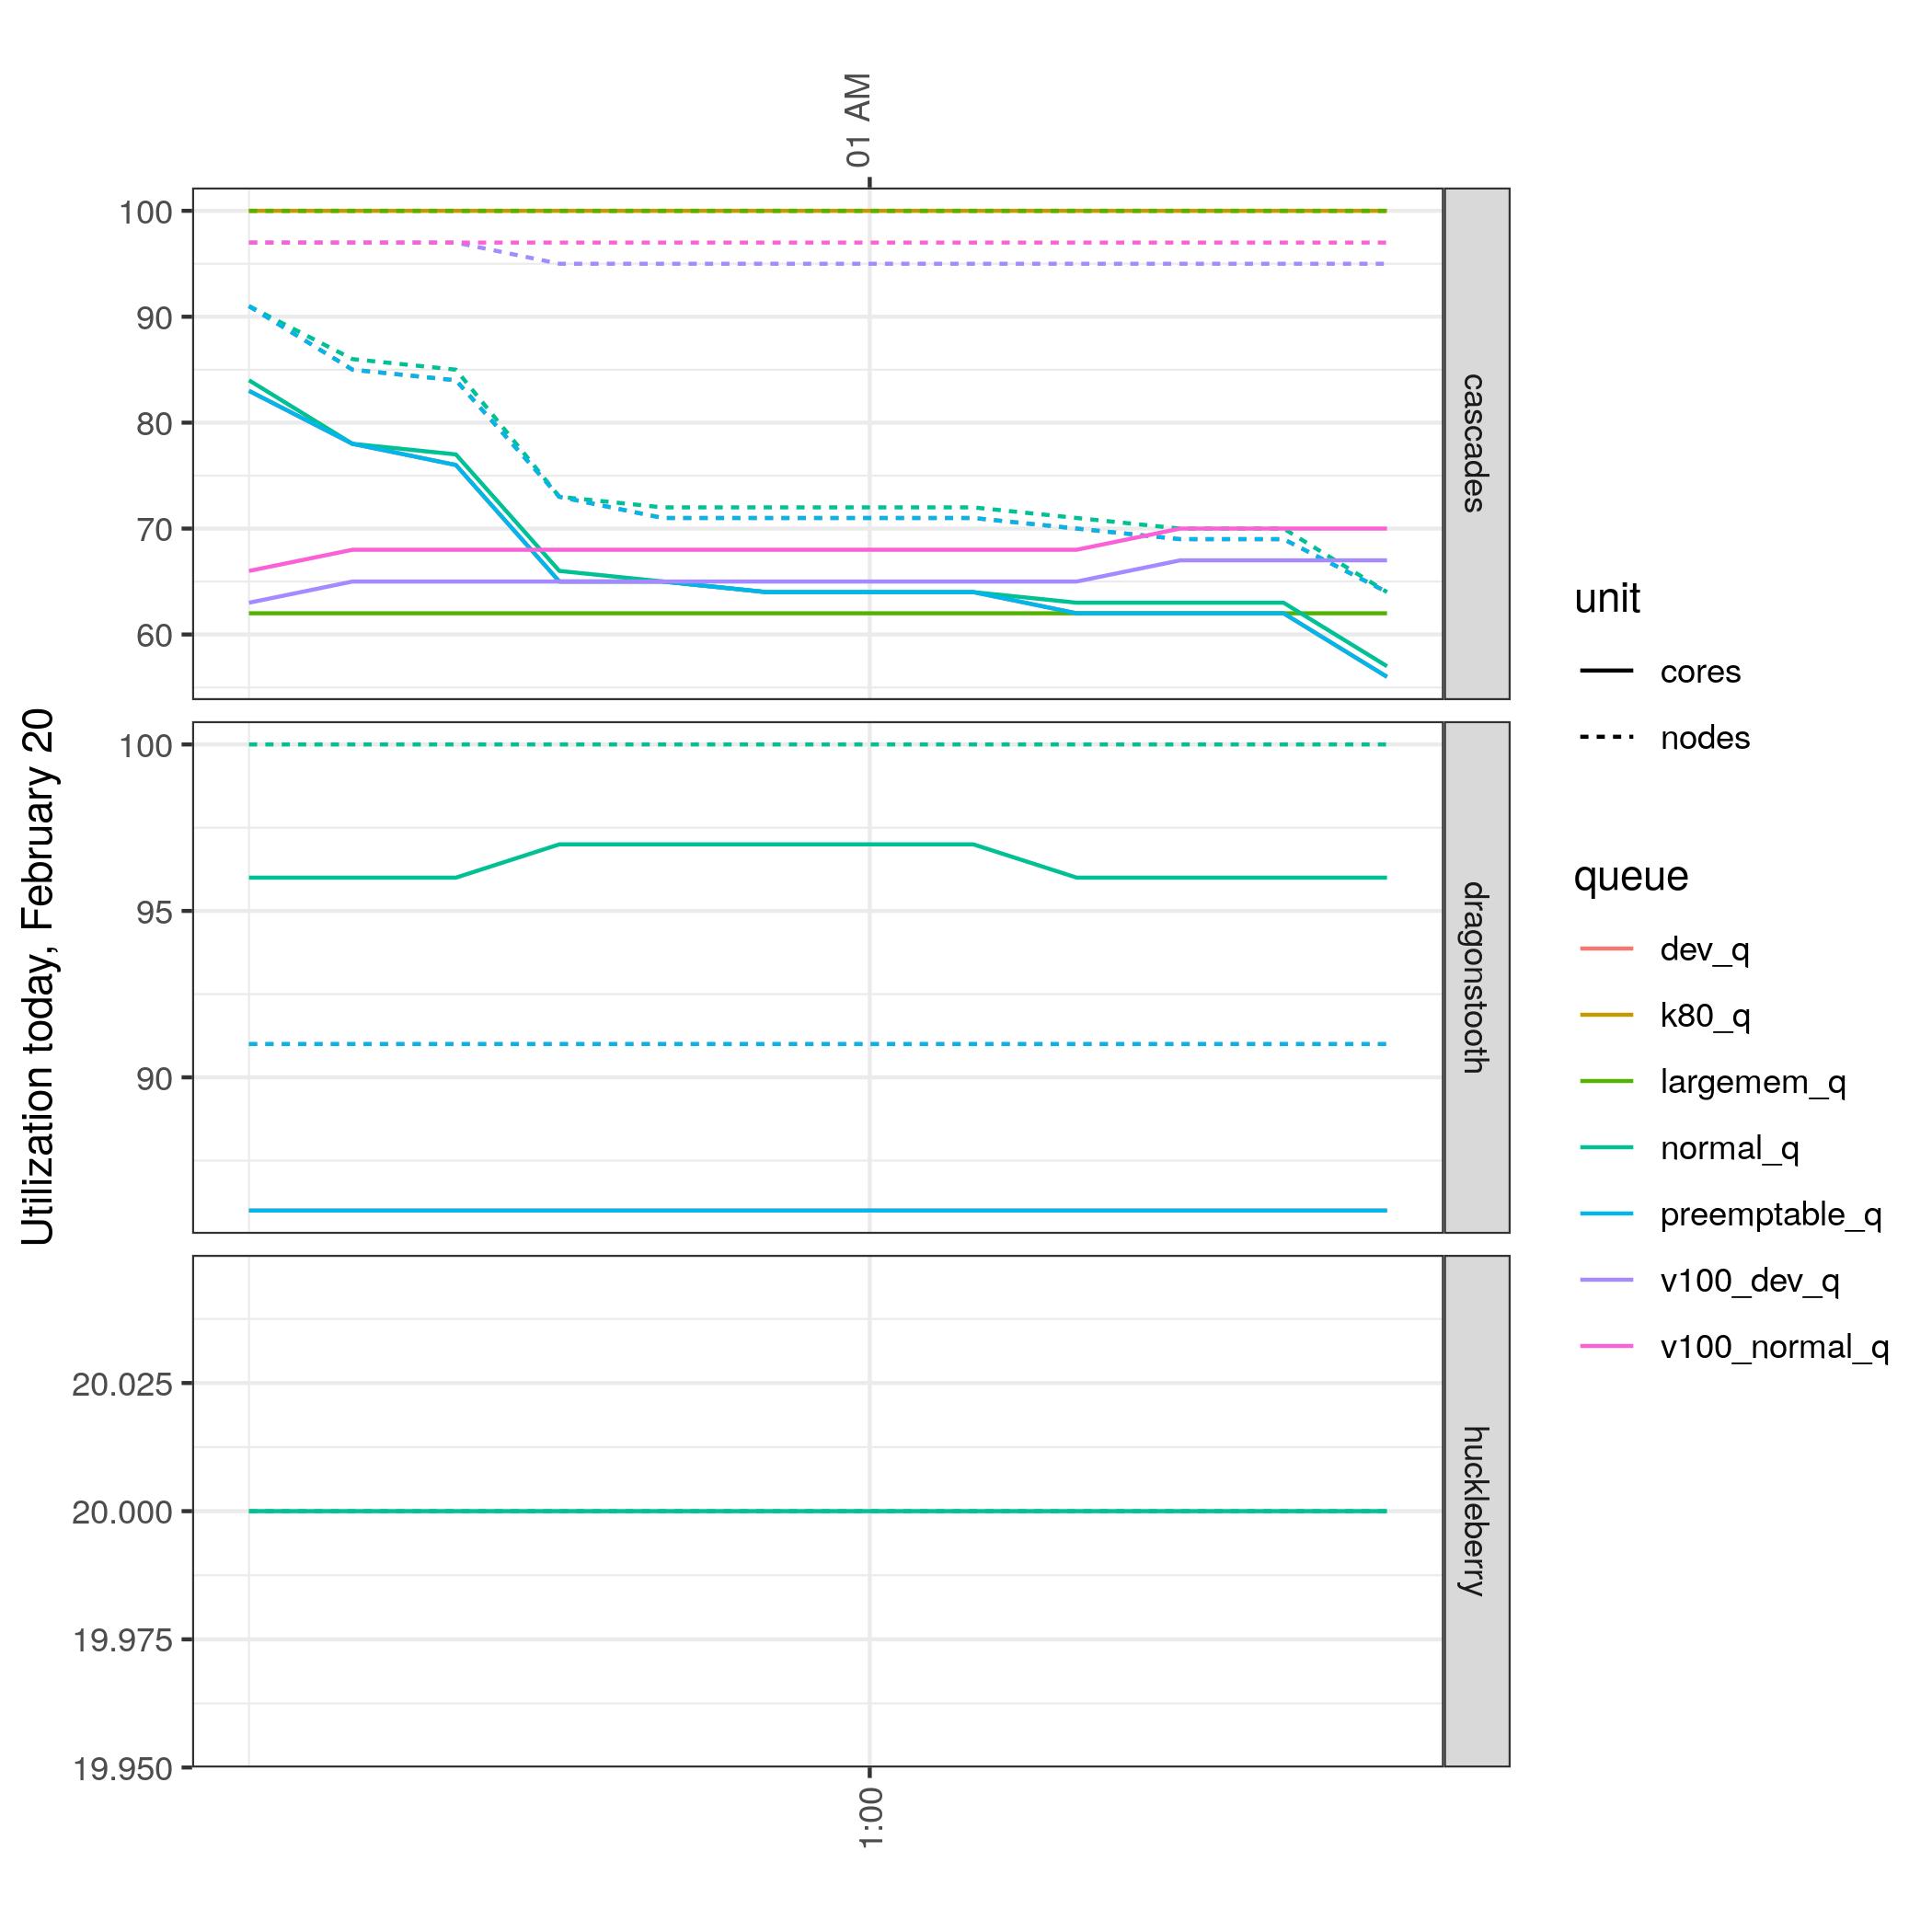 01 AM
100
90
80
70
60
cascades
100
95
90
dragonstooth
20.025
20.000
19.975
19.950
huckleberry
1:00
Utilization today, February 20
unit
cores
nodes
queue
dev_q
k80_q
largemem_q
normal_q
preemptable_q
v100_dev_q
v100_normal_q